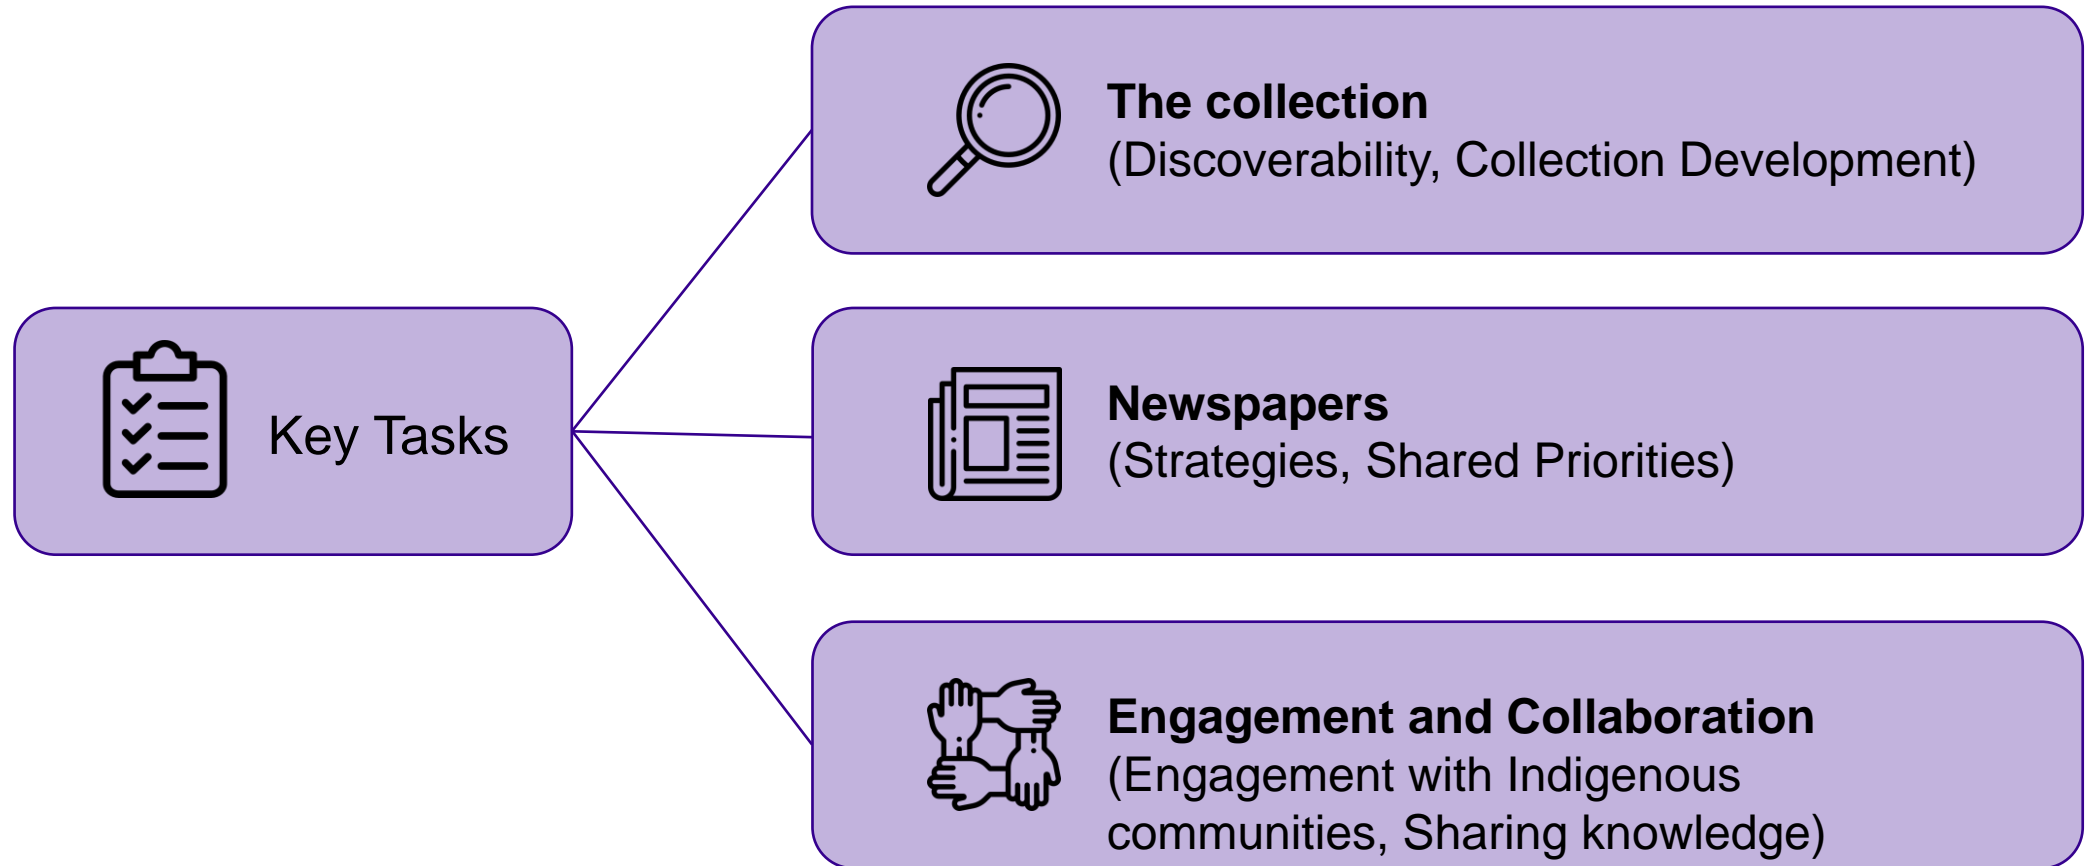 Key Tasks
The collection
(Discoverability, Collection Development)
Newspapers
(Strategies, Shared Priorities)
Engagement and Collaboration
(Engagement with Indigenous
communities, Sharing knowledge)